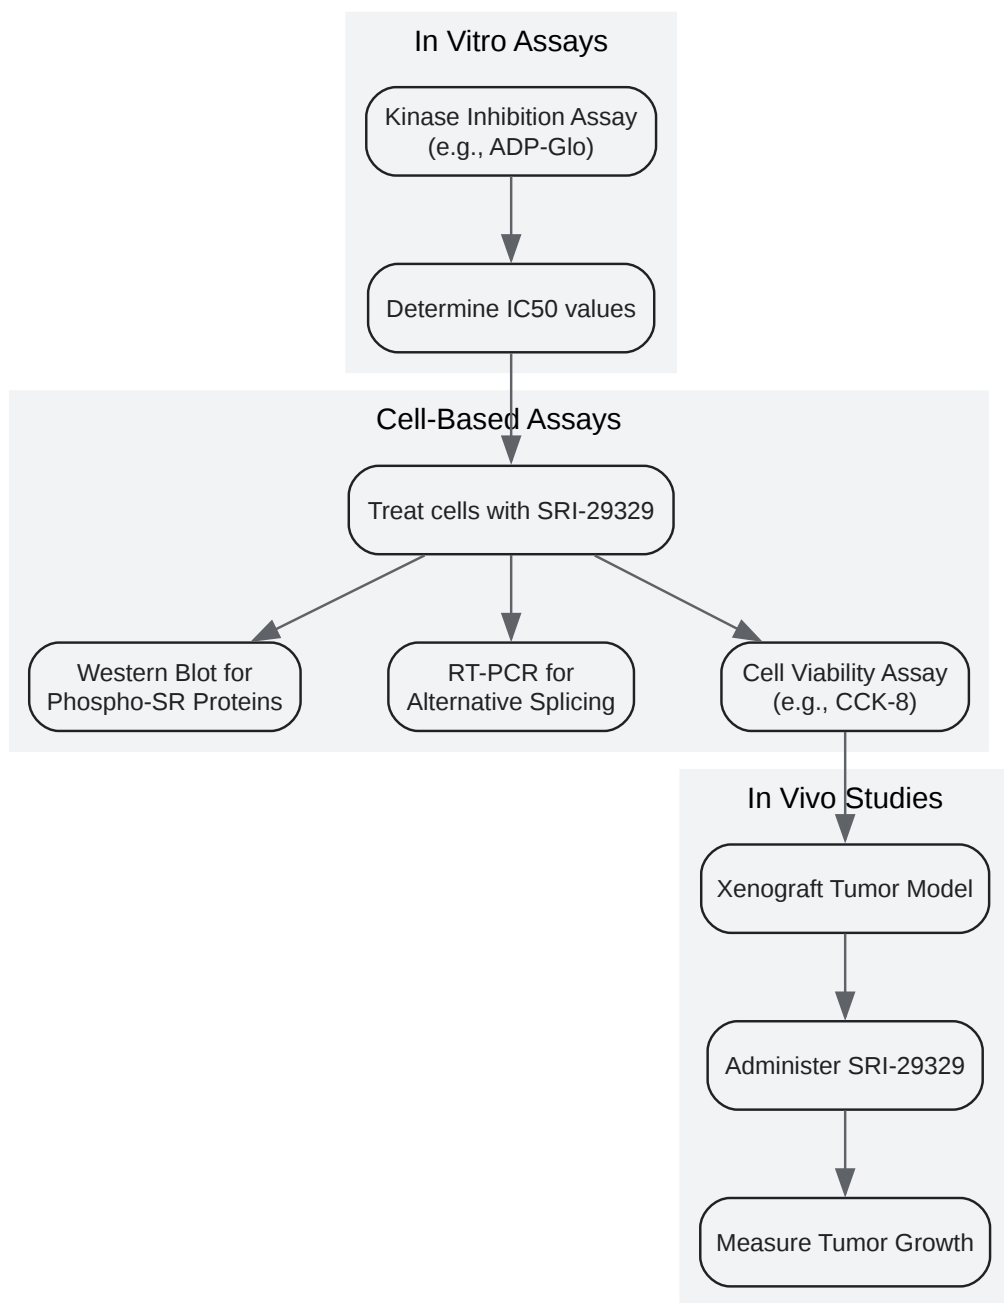 In Vitro Assays
Kinase Inhibition Assay
(e.g., ADP-Glo)
Determine IC50 values
Cell-Based Assays
Treat cells with SRI-29329
Western Blot for
Phospho-SR Proteins
RT-PCR for
Alternative Splicing
Cell Viability Assay
(e.g., CCK-8)
In Vivo Studies
Xenograft Tumor Model
Administer SRI-29329
Measure Tumor Growth